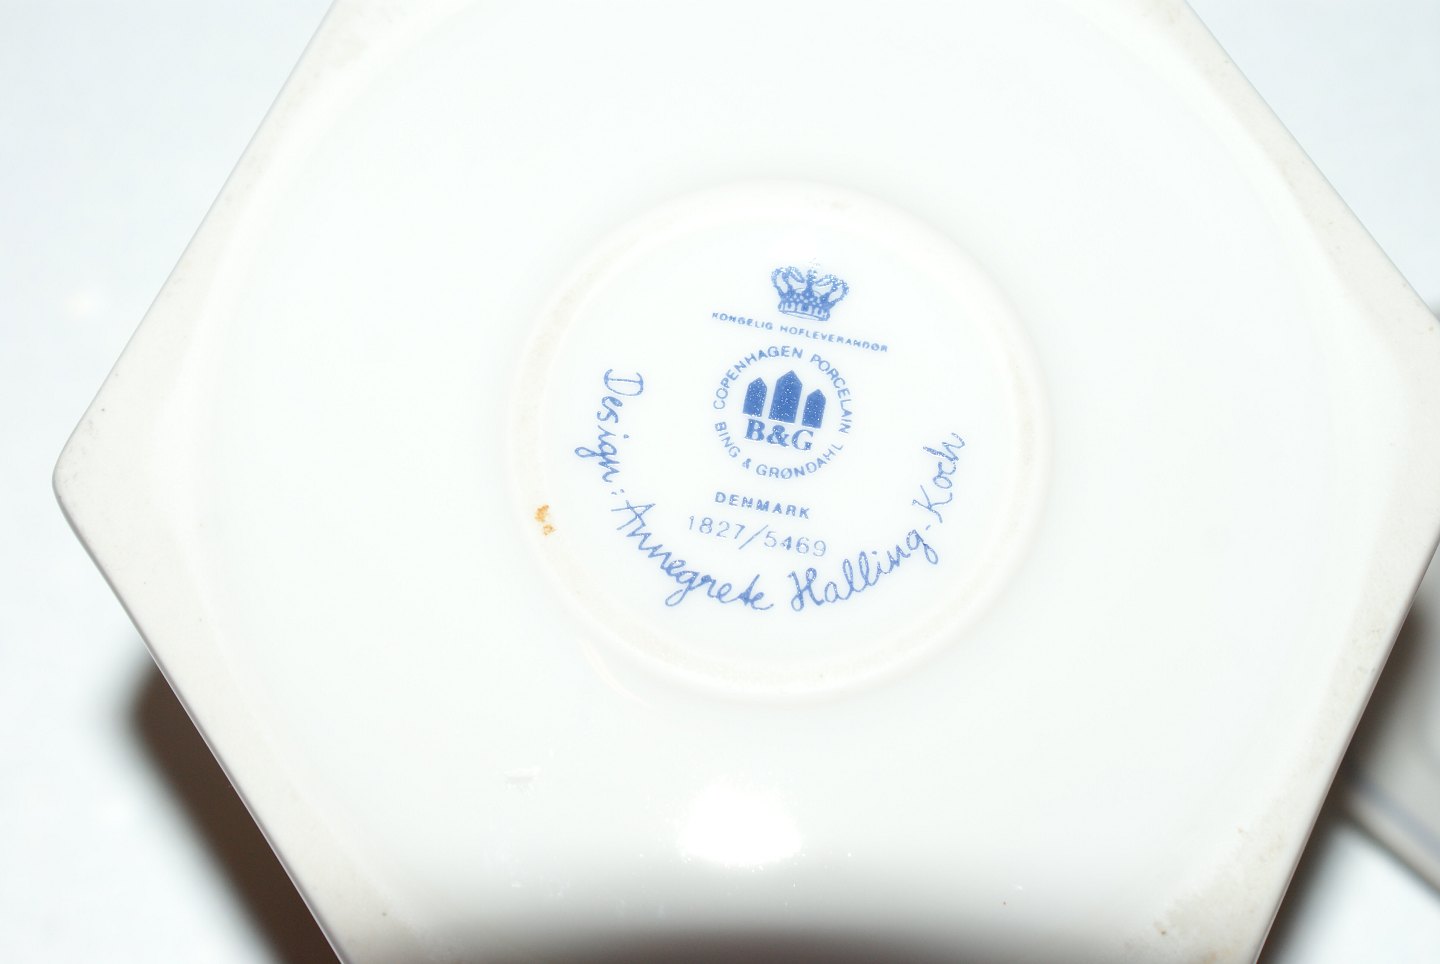 KONGELIG HOFLEVERANDØR
COPENHAGEN PORCELAIN
B&G
BING & GRØNDAHL
DENMARK
1827/5469
Design: Annegrete Halling-Koch